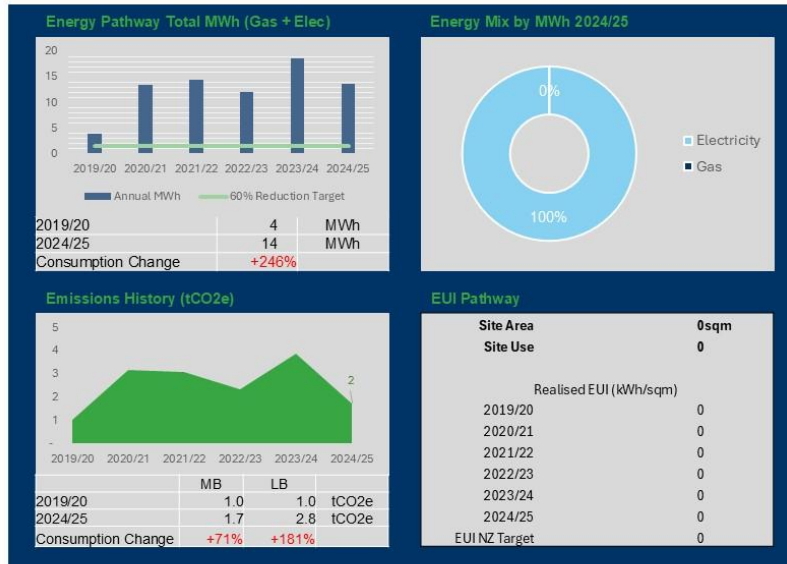 Energy Pathway Total MWh (Gas + Elec)
20
15
10
5
0
2019/20 2020/21 2021/22 2022/23 2023/24 2024/25
Annual MWh 60% Reduction Target
2019/20 4 MWh
2024/25 14 MWh
Consumption Change +246%
Energy Mix by MWh 2024/25
0%
100%
Electricity
Gas
Emissions History (tCO2e)
5
4
3
2
1
-
2
2019/20 2020/21 2021/22 2022/23 2023/24 2024/25
MB LB
2019/20 1.0 1.0 tCO2e
2024/25 1.7 2.8 tCO2e
Consumption Change +71% +181%
EUI Pathway
Site Area 0sqm
Site Use 0
Realised EUI (kWh/sqm)
2019/20 0
2020/21 0
2021/22 0
2022/23 0
2023/24 0
2024/25 0
EUI NZ Target 0